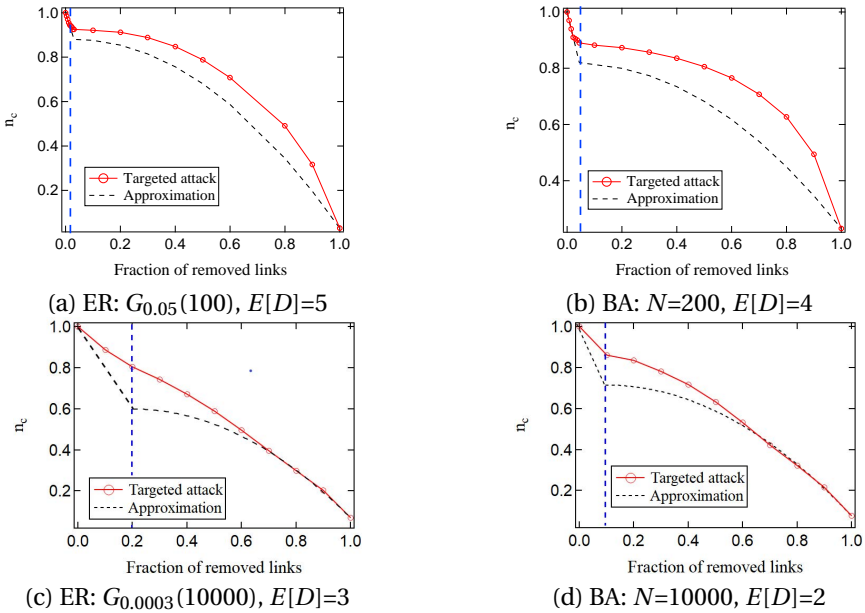 1.0
0.8
0.6
0.4
0.2
n_c
Targeted attack
Approximation
0.0 0.2 0.4 0.6 0.8 1.0
Fraction of removed links
(a) ER: G_{0.05}(100), E[D]=5
1.0
0.8
0.6
0.4
n_c
Targeted attack
Approximation
0.0 0.2 0.4 0.6 0.8 1.0
Fraction of removed links
(b) BA: N=200, E[D]=4
1.0
0.8
0.6
0.4
0.2
n_c
Targeted attack
Approximation
0.0 0.2 0.4 0.6 0.8 1.0
Fraction of removed links
(c) ER: G_{0.0003}(10000), E[D]=3
1.0
0.8
0.6
0.4
0.2
n_c
Targeted attack
Approximation
0.0 0.2 0.4 0.6 0.8 1.0
Fraction of removed links
(d) BA: N=10000, E[D]=2